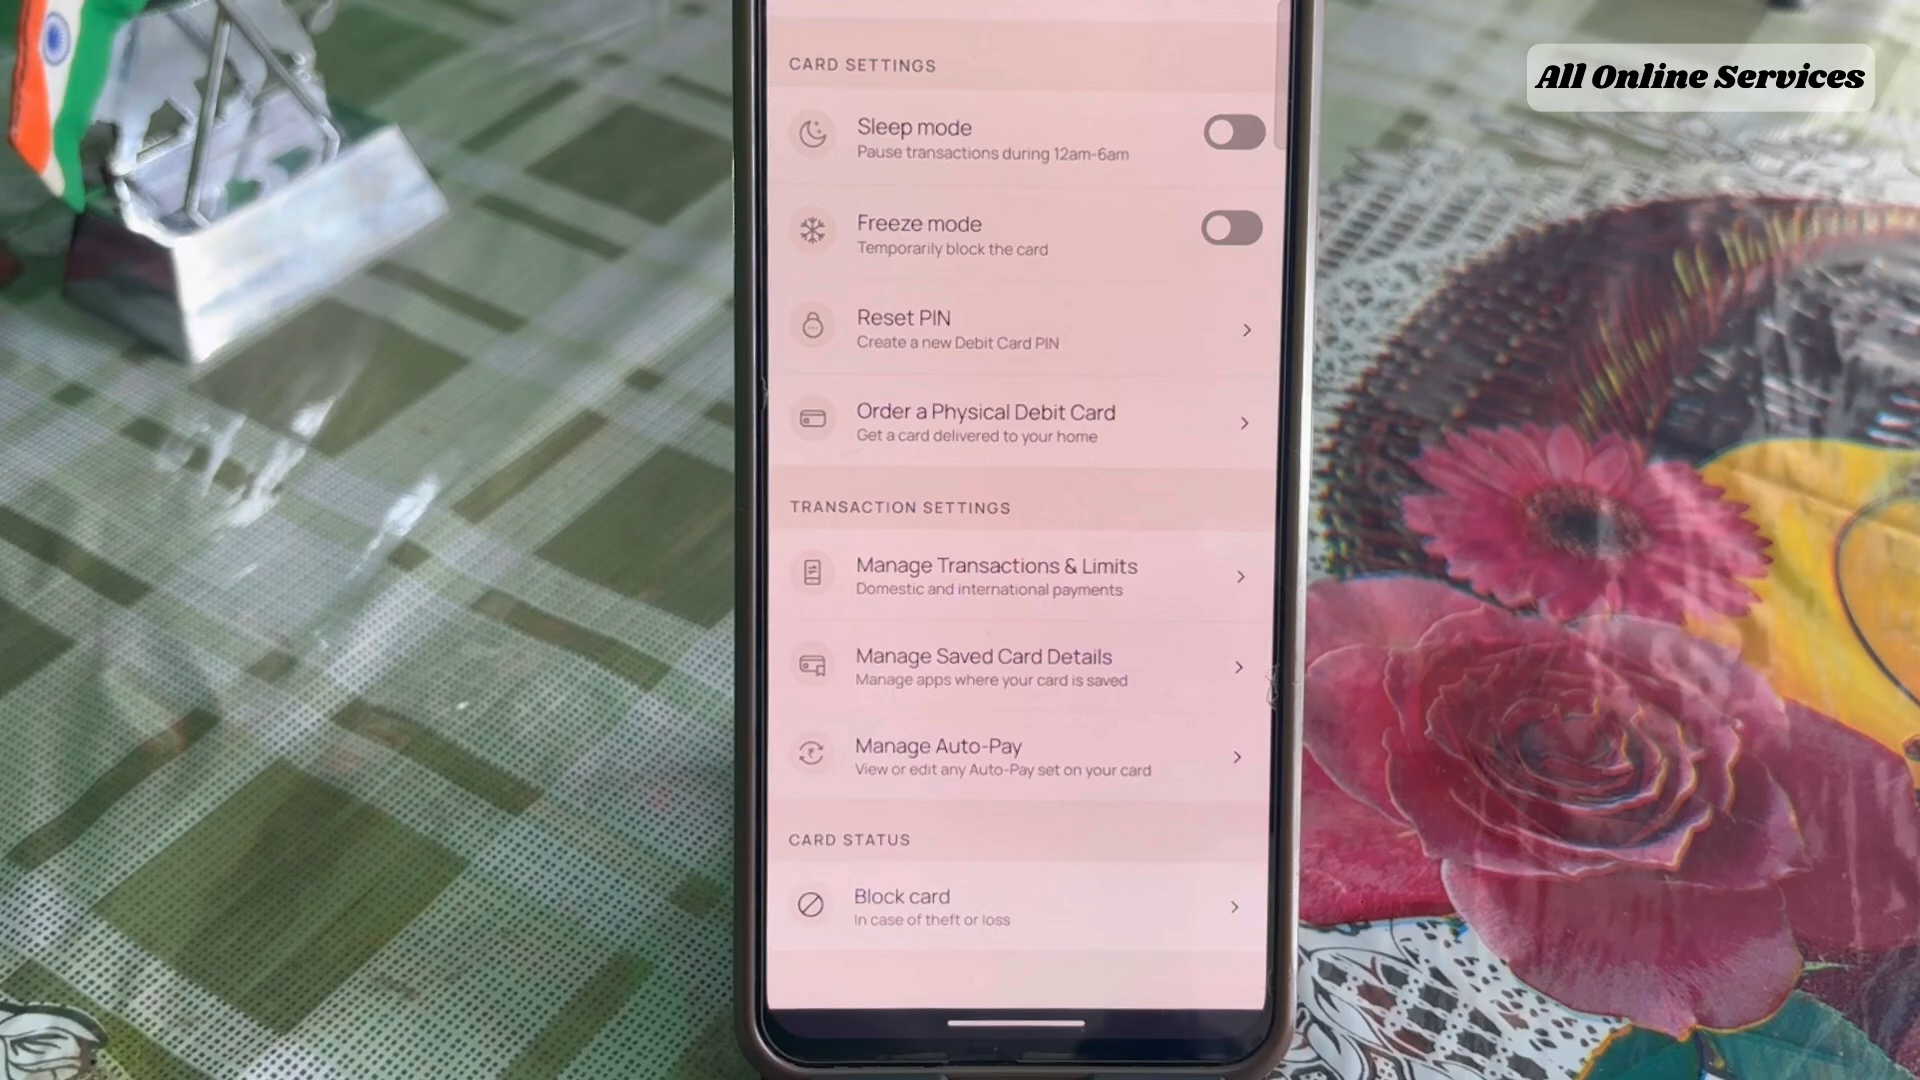 All Online Services
CARD SETTINGS
Sleep mode
Pause transactions during 12am-6am
Freeze mode
Temporarily block the card
Reset PIN
Create a new Debit Card PIN
Order a Physical Debit Card
Get a card delivered to your home
TRANSACTION SETTINGS
Manage Transactions & Limits
Domestic and international payments
Manage Saved Card Details
Manage apps where your card is saved
Manage Auto-Pay
View or edit any Auto-Pay set on your card
CARD STATUS
Block card
In case of theft or loss